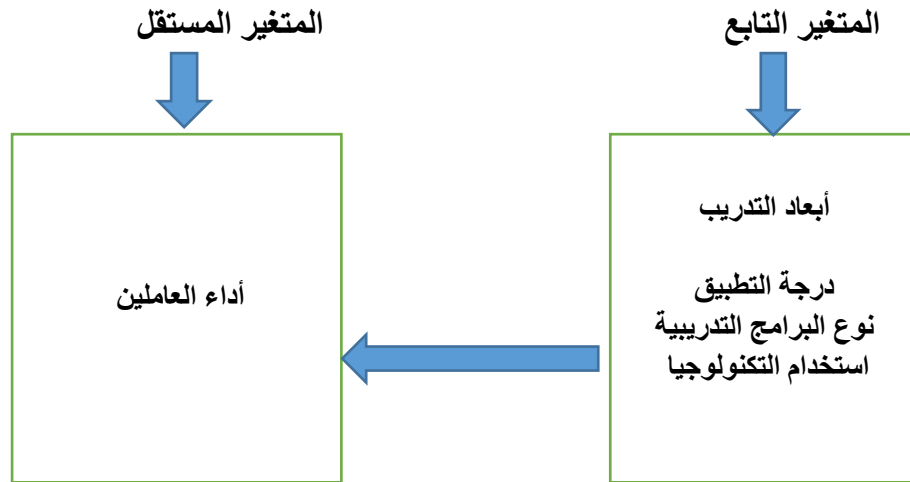 المتغير التابع
المتغير المستقل
أبعاد التدريب
درجة التطبيق
نوع البرامج التدريبية
استخدام التكنولوجيا
أداء العاملين